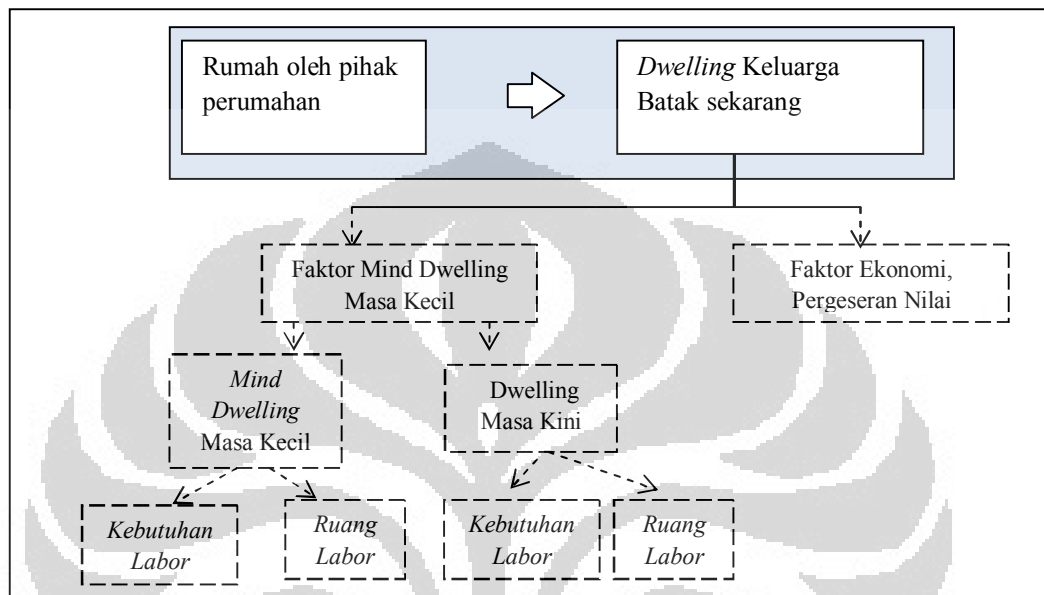 Rumah oleh pihak
perumahan
Dwelling Keluarga
Batak sekarang
Faktor Mind Dwelling
Masa Kecil
Faktor Ekonomi,
Pergeseran Nilai
Mind
Dwelling
Masa Kecil
Dwelling
Masa Kini
Kebutuhan
Labor
Ruang
Labor
Kebutuhan
Labor
Ruang
Labor